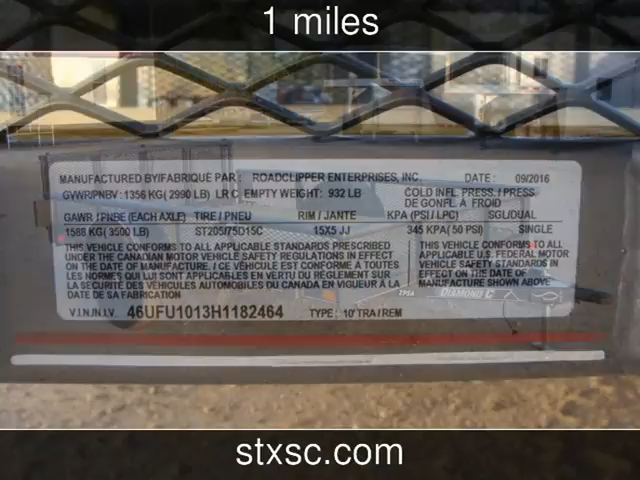 1 miles
MANUFACTURED BY/FABRIQUE PAR: ROADCLIPPER ENTERPRISES, INC. DATE: 09/2016
GVWR/PNBV: 1356 KG( 2990 LB) LR C, EMPTY WEIGHT: 932 LB COLD INFL. PRESS./ PRESS. DE GONFL. À FROID
GAWR / PNBE (EACH AXLE) TIRE / PNEU RIM / JANTE KPA (PSI / LPC) SGL/DUAL
1588 KG( 3500 LB) ST205/75D15C 15X5 JJ 345 KPA( 50 PSI) SINGLE
THIS VEHICLE CONFORMS TO ALL APPLICABLE STANDARDS PRESCRIBED
UNDER THE CANADIAN MOTOR VEHICLE SAFETY REGULATIONS IN EFFECT
ON THE DATE OF MANUFACTURE / CE VEHICULE EST CONFORME A TOUTES
LES NORMES QUI LUI SONT APPLICABLES EN VERTU DU REGLEMENT SUR
LA SECURITE DES VEHICLES AUTOMOBILES DU CANADA EN VIGUEUR A LA
DATE DE SA FABRICATION
THIS VEHICLE CONFORMS TO ALL
APPLICABLE U.S. FEDERAL MOTOR
VEHICLE SAFETY STANDARDS
IN EFFECT ON THE DATE OF
MANUFACTURE SHOWN ABOVE
DIAMOND C
V.I.N./N.I.V. 46UFU1013H1182464 TYPE: 10' TRA / REM
stxsc.com